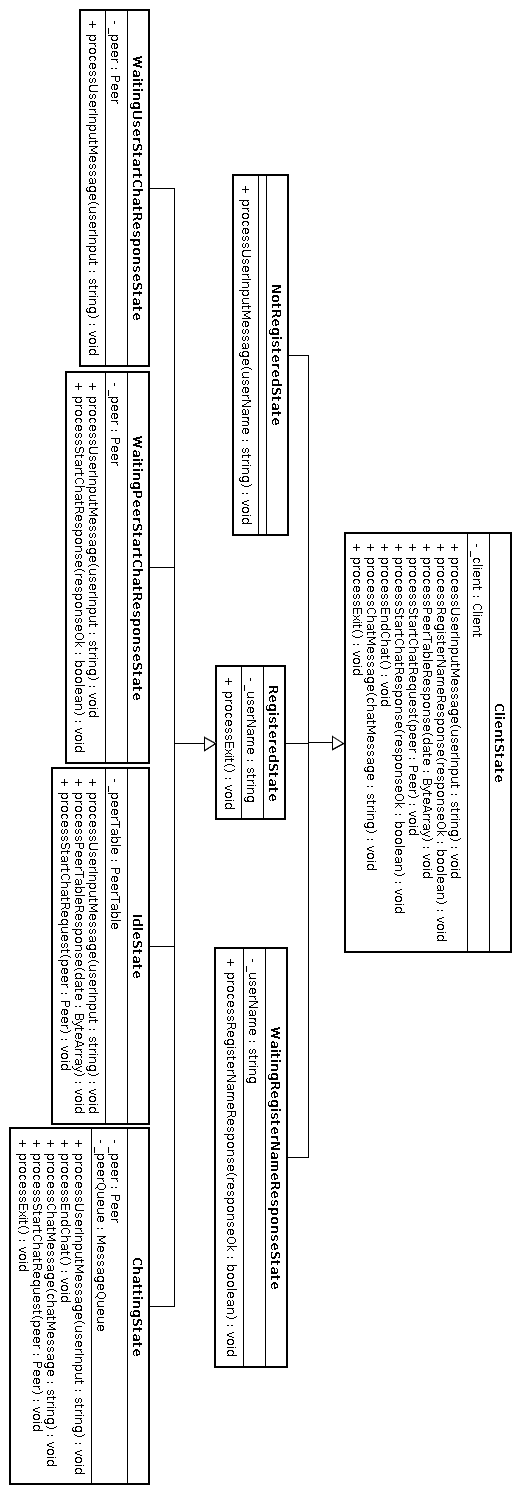 ClientState
- _client : Client
+ processUserInputMessage(userInput : string) : void
+ processRegisterNameResponse(responseOk : boolean) : void
+ processPeerTableResponse(date : ByteArray) : void
+ processStartChatRequest(peer : Peer) : void
+ processStartChatResponse(responseOk : boolean) : void
+ processEndChat() : void
+ processChatMessage(chatMessage : string) : void
+ processExit() : void
NotRegisteredState
+ processUserInputMessage(userName : string) : void
RegisteredState
- _userName : string
+ processExit() : void
WaitingRegisterNameResponseState
- _userName : string
+ processRegisterNameResponse(responseOk : boolean) : void
WaitingUserStartChatResponseState
- _peer : Peer
+ processUserInputMessage(userInput : string) : void
WaitingPeerStartChatResponseState
- _peer : Peer
+ processUserInputMessage(userInput : string) : void
+ processStartChatResponse(responseOk : boolean) : void
IdleState
- _peerTable : PeerTable
+ processUserInputMessage(userInput : string) : void
+ processPeerTableResponse(date : ByteArray) : void
+ processStartChatRequest(peer : Peer) : void
ChattingState
- _peer : Peer
- _peerQueue : MessageQueue
+ processUserInputMessage(userInput : string) : void
+ processEndChat() : void
+ processChatMessage(chatMessage : string) : void
+ processStartChatRequest(peer : Peer) : void
+ processExit() : void